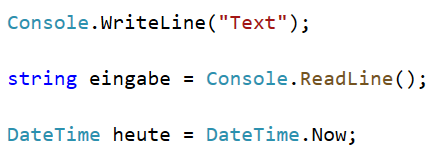 Console.WriteLine("Text");
string eingabe = Console.ReadLine();
DateTime heute = DateTime.Now;